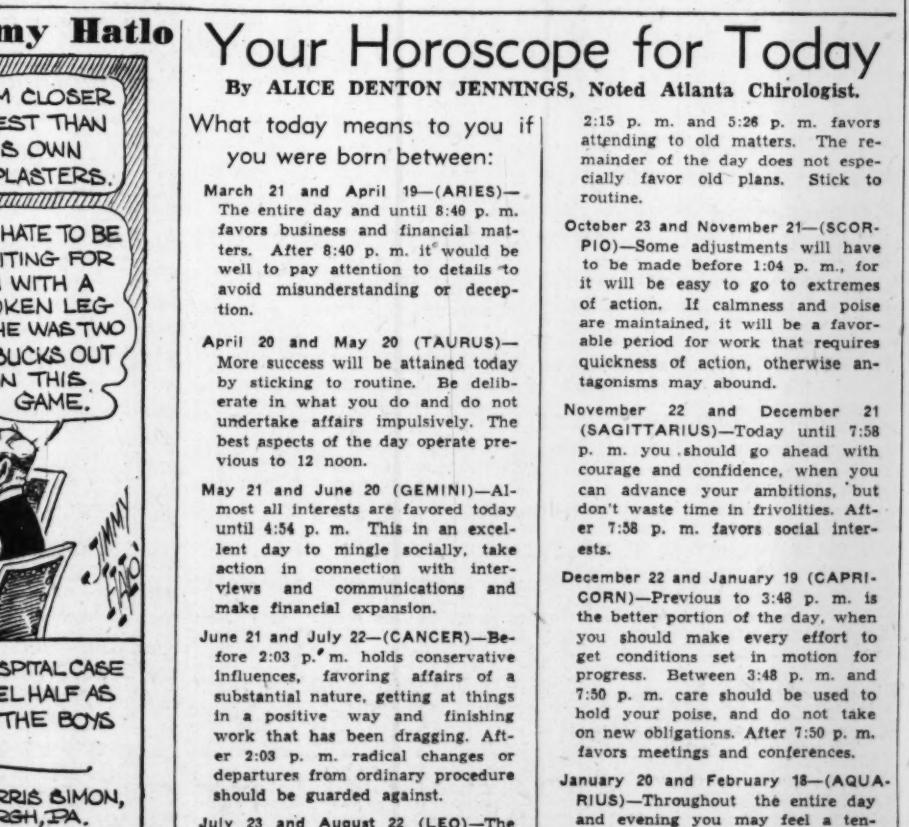 my Hatlo
M CLOSER
EST THAN
S OWN
PLASTERS.
HATE TO BE
ITING FOR
WITH A
OKEN LEG-
HE WAS TWO
BUCKS OUT
N THIS
GAME.
JIMMY
HATLO
SPITAL CASE
EL HALF AS
THE BOYS
RRIS SIMON,
RGH, PA.
Your Horoscope for Today
By ALICE DENTON JENNINGS, Noted Atlanta Chirologist.
What today means to you if
you were born between:
March 21 and April 19—(ARIES)—
The entire day and until 8:40 p. m.
favors business and financial mat-
ters. After 8:40 p. m. it would be
well to pay attention to details to
avoid misunderstanding or decep-
tion.
April 20 and May 20 (TAURUS)—
More success will be attained today
by sticking to routine. Be delib-
erate in what you do and do not
undertake affairs impulsively. The
best aspects of the day operate pre-
vious to 12 noon.
May 21 and June 20 (GEMINI)—Al-
most all interests are favored today
until 4:54 p. m. This in an excel-
lent day to mingle socially, take
action in connection with inter-
views and communications and
make financial expansion.
June 21 and July 22—(CANCER)—Be-
fore 2:03 p. m. holds conservative
influences, favoring affairs of a
substantial nature, getting at things
in a positive way and finishing
work that has been dragging. Aft-
er 2:03 p. m. radical changes or
departures from ordinary procedure
should be guarded against.
July 23 and August 22 (LEO)—The
2:15 p. m. and 5:26 p. m. favors
attending to old matters. The re-
mainder of the day does not espe-
cially favor old plans. Stick to
routine.
October 23 and November 21—(SCOR-
PIO)—Some adjustments will have
to be made before 1:04 p. m., for
it will be easy to go to extremes
of action. If calmness and poise
are maintained, it will be a favor-
able period for work that requires
quickness of action, otherwise an-
tagonisms may abound.
November 22 and December 21
(SAGITTARIUS)—Today until 7:58
p. m. you should go ahead with
courage and confidence, when you
can advance your ambitions, but
don't waste time in frivolities. Aft-
er 7:58 p. m. favors social inter-
ests.
December 22 and January 19 (CAPRI-
CORN)—Previous to 3:48 p. m. is
the better portion of the day, when
you should make every effort to
get conditions set in motion for
progress. Between 3:48 p. m. and
7:50 p. m. care should be used to
hold your poise, and do not take
on new obligations. After 7:50 p. m.
favors meetings and conferences.
January 20 and February 18—(AQUA-
RIUS)—Throughout the entire day
and evening you may feel a ten-